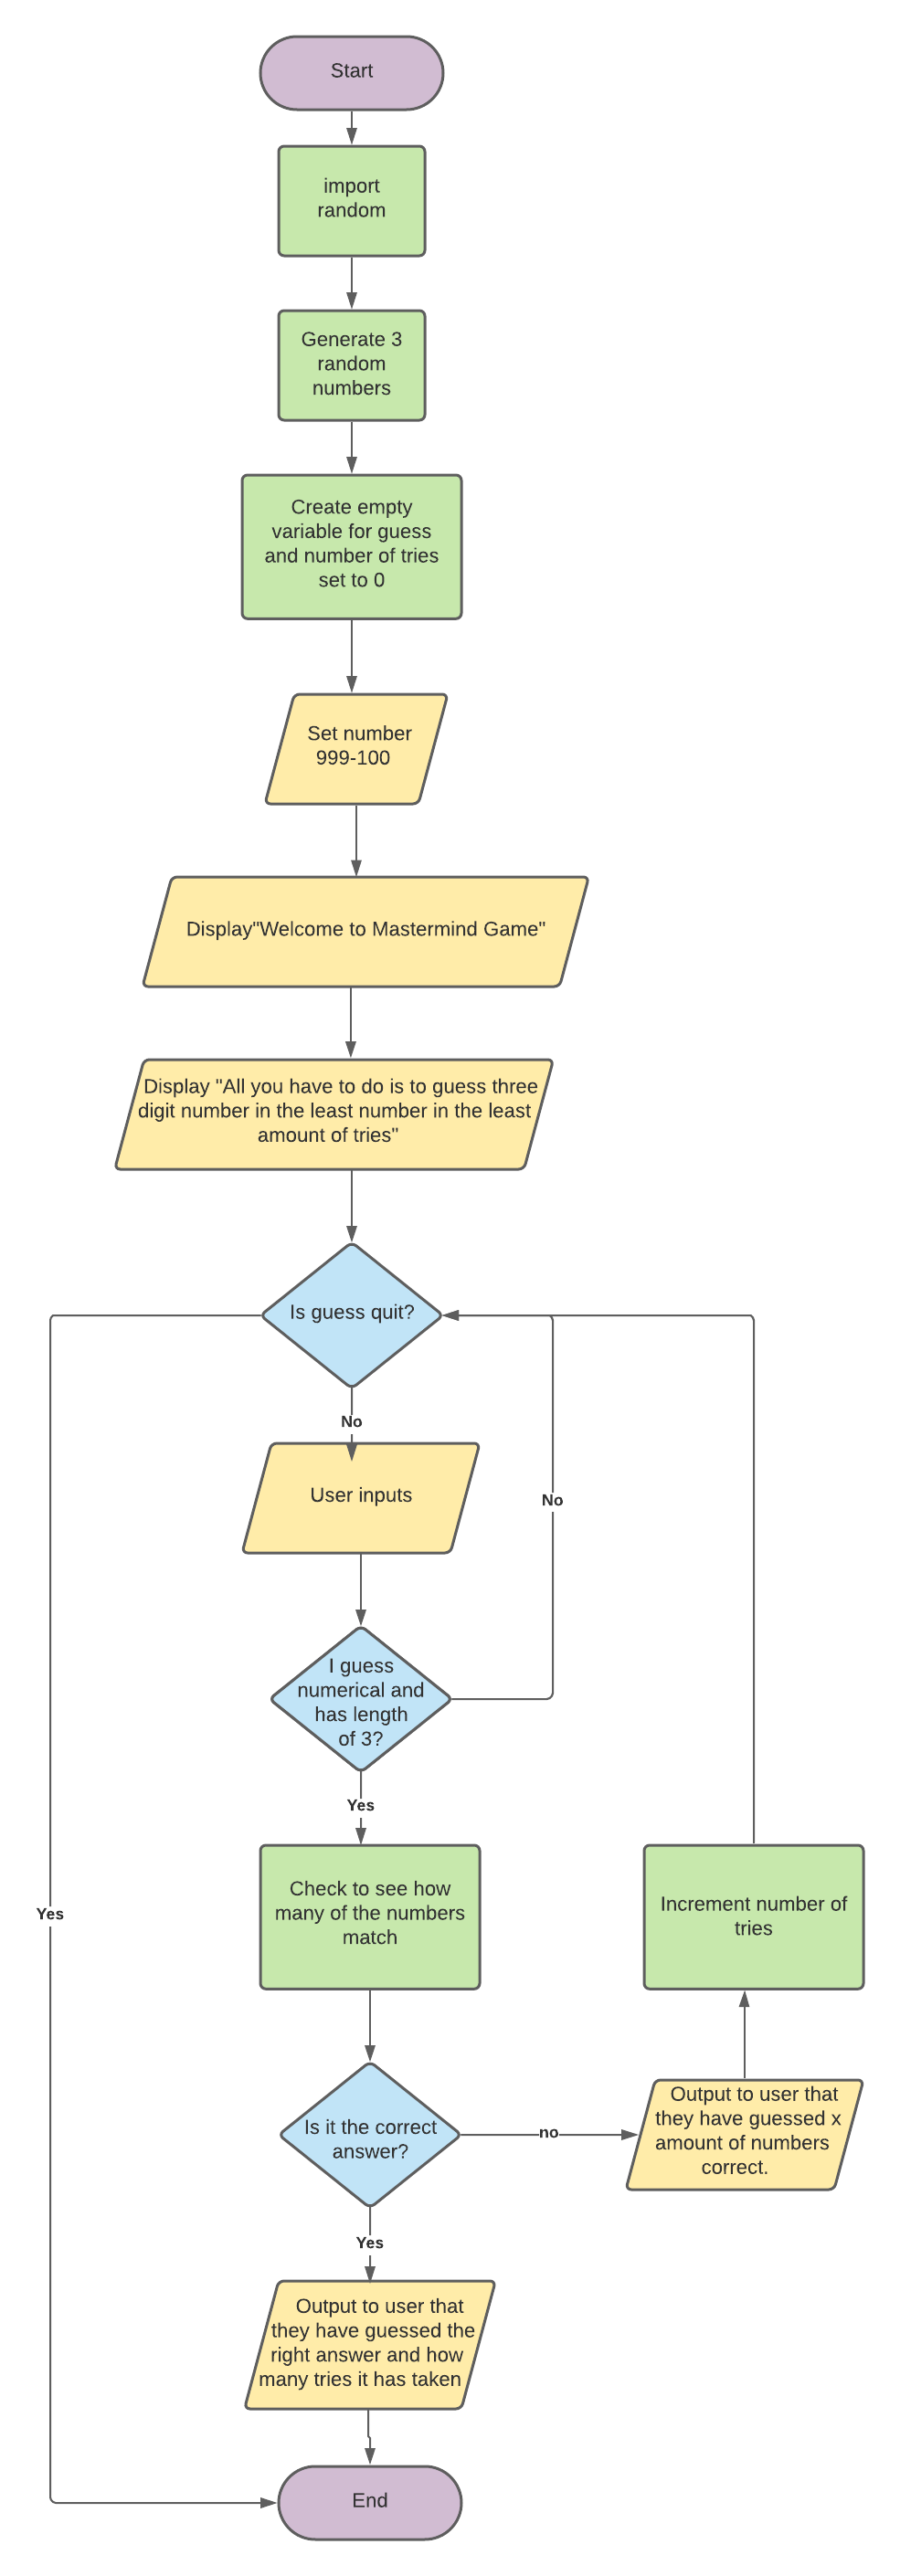 Start
import
random
Generate 3
random
numbers
Create empty
variable for guess
and number of tries
set to 0
Set number
999-100
Display"Welcome to Mastermind Game"
Display "All you have to do is to guess three
digit number in the least number in the least
amount of tries"
Is guess quit?
No
User inputs
No
I guess
numerical and
has length
of 3?
Yes
Check to see how
many of the numbers
match
Increment number of
tries
Yes
Is it the correct
answer?
no
Output to user that
they have guessed x
amount of numbers
correct.
Yes
Output to user that
they have guessed the
right answer and how
many tries it has taken
End